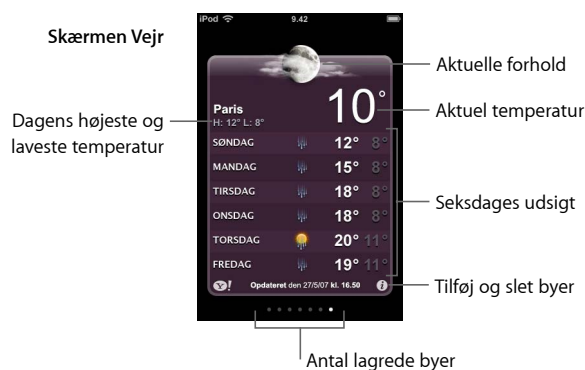 Skærmen Vejr
iPod 9.42
Aktuelle forhold
Paris
H: 12° L: 8°
10°
Aktuel temperatur
Dagens højeste og
laveste temperatur
SØNDAG 12° 8°
MANDAG 15° 8°
TIRSDAG 18° 8°
ONSDAG 18° 8°
TORSDAG 20° 11°
FREDAG 19° 11°
Seksdages udsigt
Y! Opdateret den 27/5/07 kl. 16.50 i
Tilføj og slet byer
Antal lagrede byer